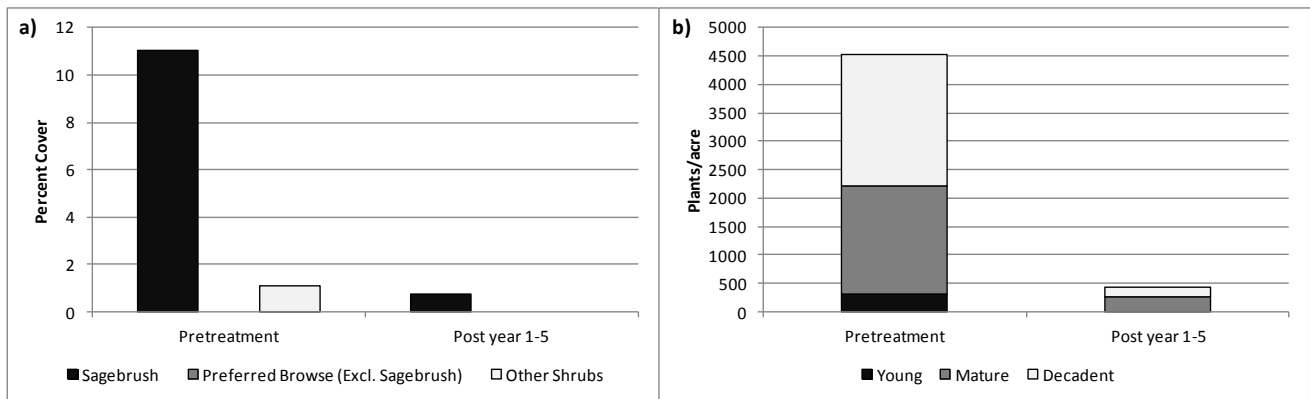 a)
12
10
8
6
4
2
0
Percent Cover
Pretreatment Post year 1-5
Sagebrush Preferred Browse (Excl. Sagebrush) Other Shrubs
b)
5000
4500
4000
3500
3000
2500
2000
1500
1000
500
0
Plants/acre
Pretreatment Post year 1-5
Young Mature Decadent